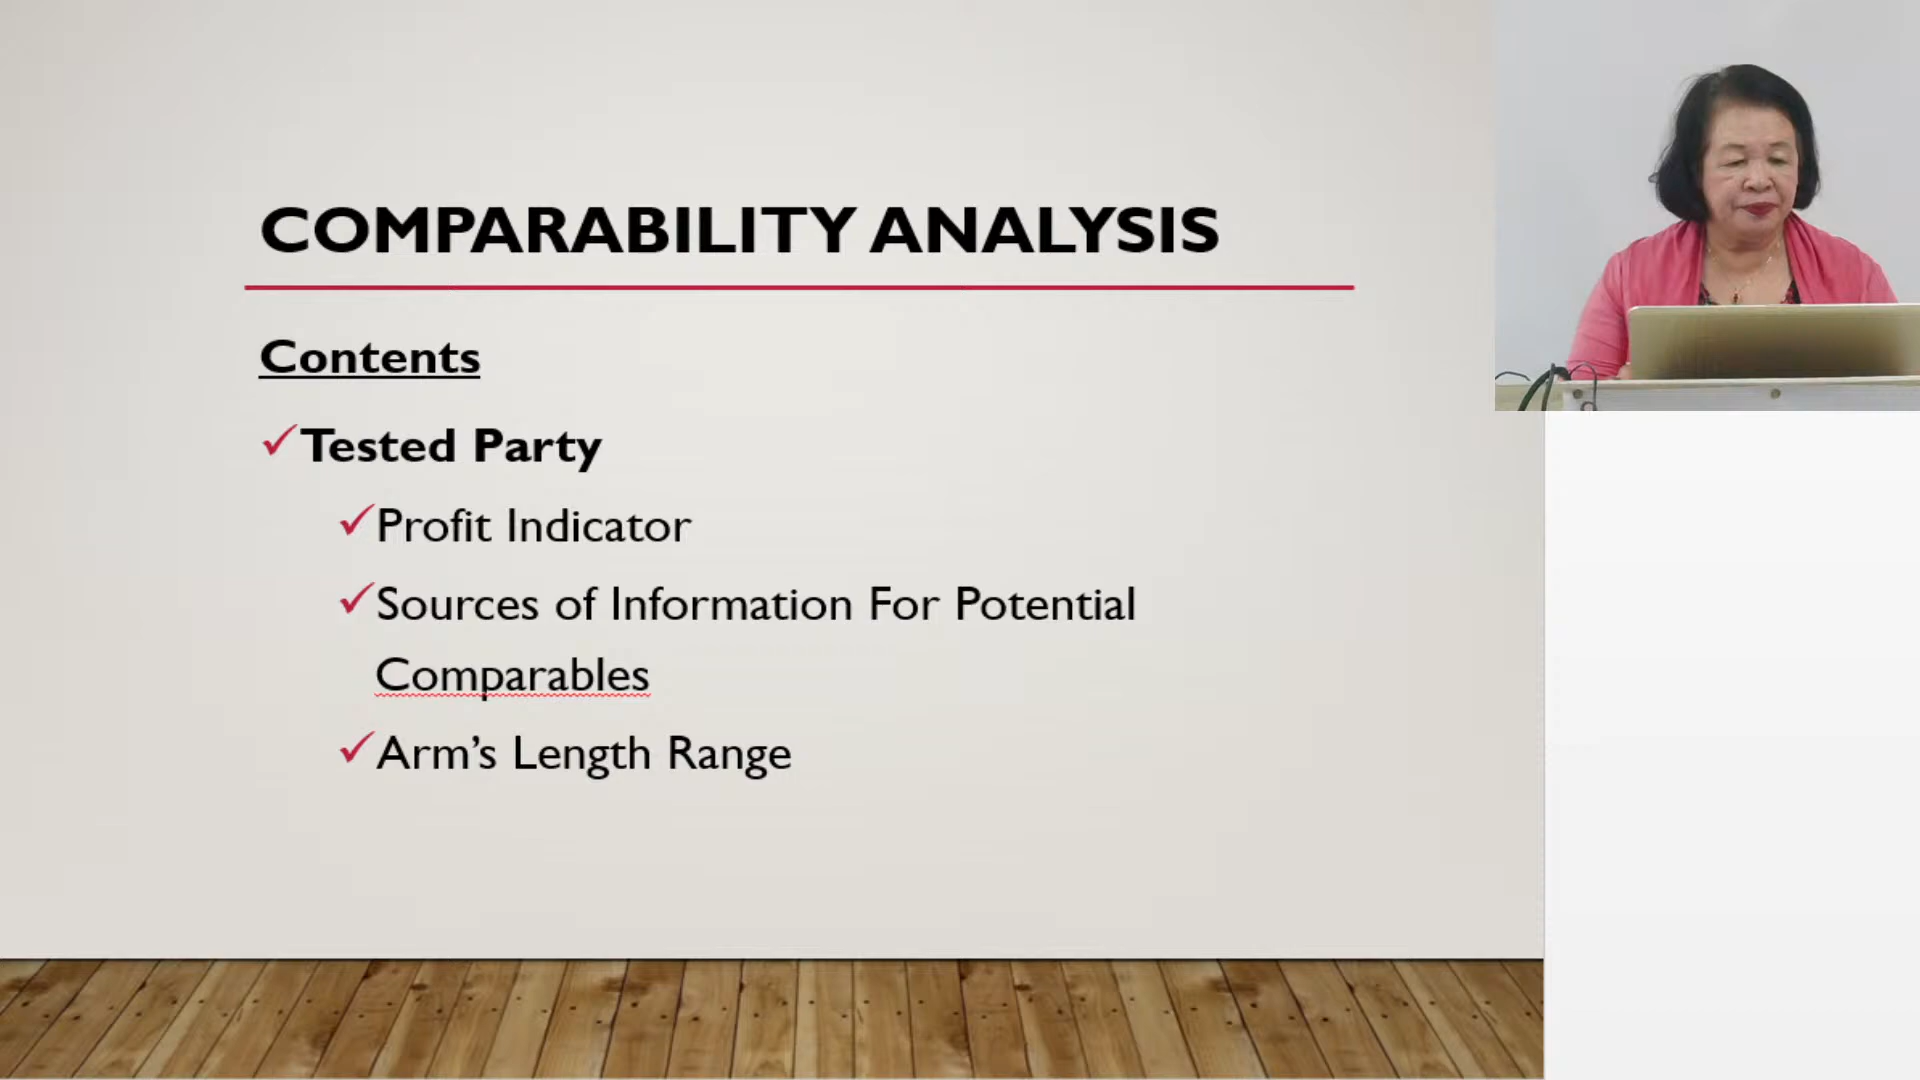 COMPARABILITY ANALYSIS
Contents
✓Tested Party
✓Profit Indicator
✓Sources of Information For Potential
Comparables
✓Arm’s Length Range